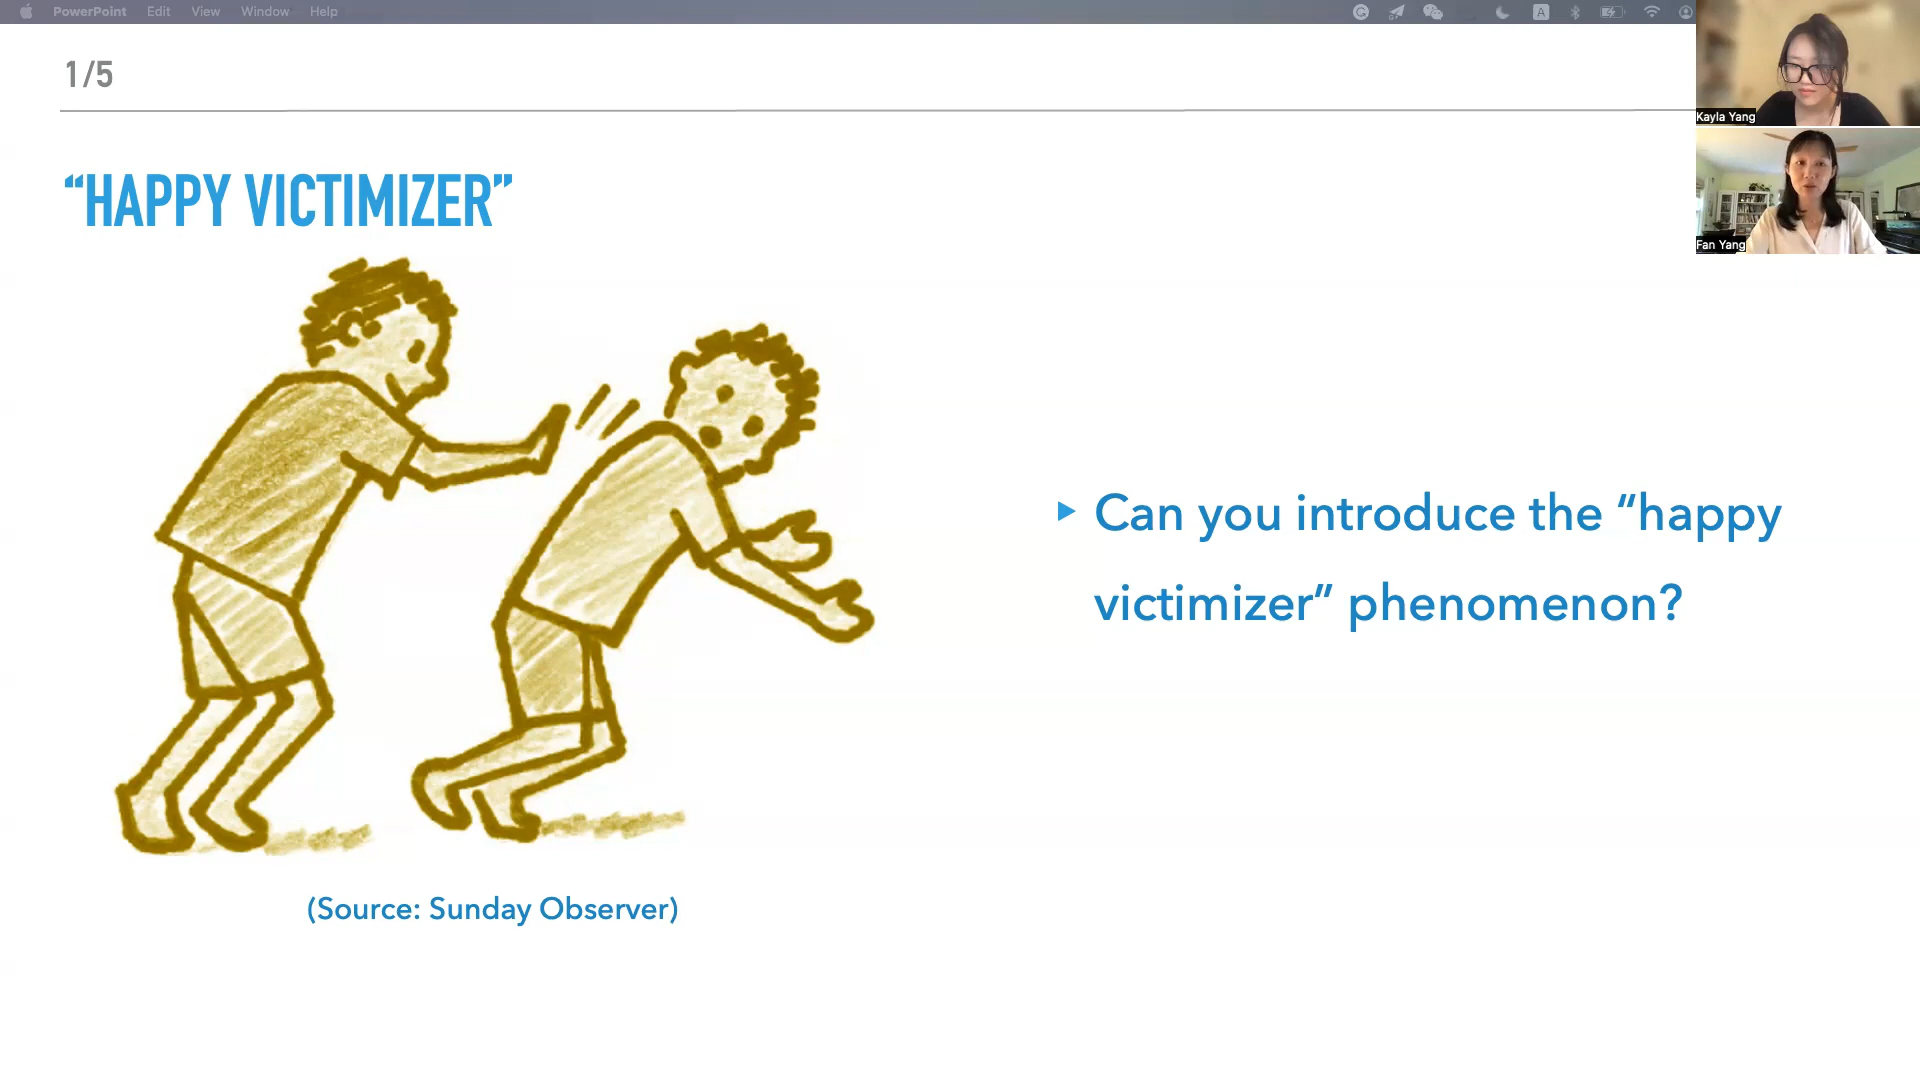 PowerPoint Edit View Window Help
A
1/5
Kayla Yang
Fan Yang
“HAPPY VICTIMIZER”
▸ Can you introduce the “happy
victimizer” phenomenon?
(Source: Sunday Observer)